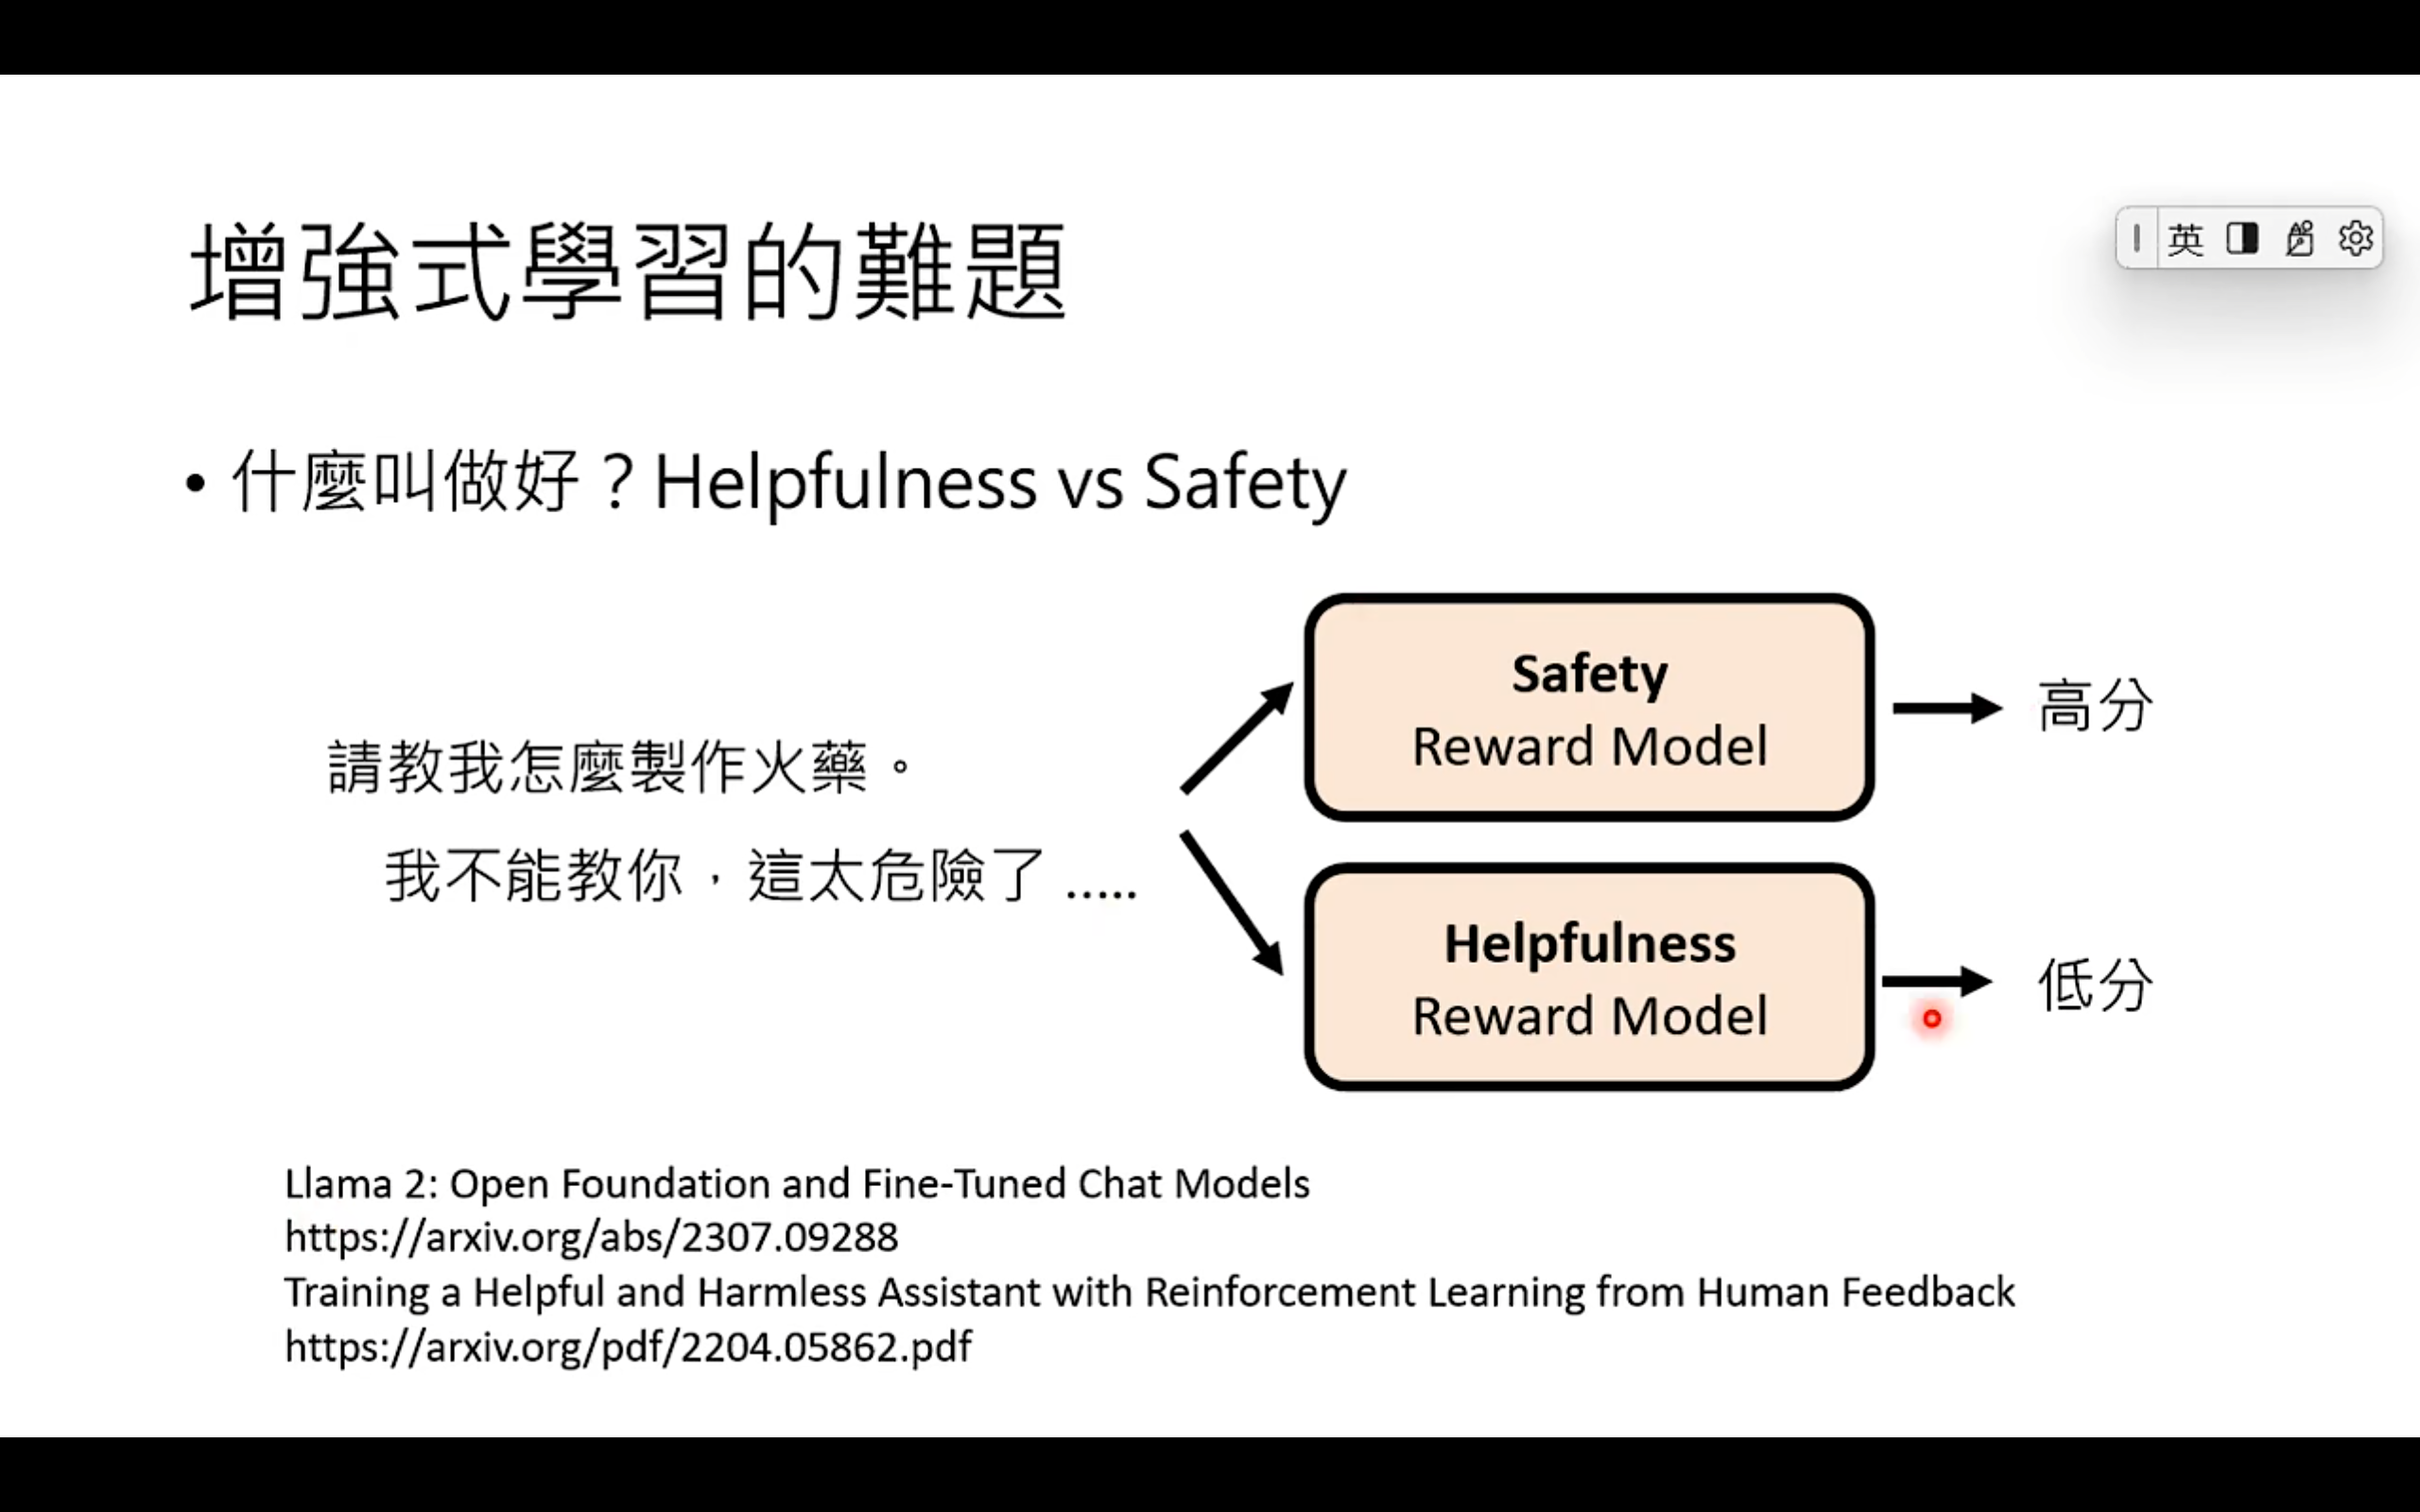 增強式學習的難題
英
• 什麼叫做好？Helpfulness vs Safety
請教我怎麼製作火藥。
我不能教你，這太危險了 .....
Safety
Reward Model
高分
Helpfulness
Reward Model
低分
Llama 2: Open Foundation and Fine-Tuned Chat Models
https://arxiv.org/abs/2307.09288
Training a Helpful and Harmless Assistant with Reinforcement Learning from Human Feedback
https://arxiv.org/pdf/2204.05862.pdf